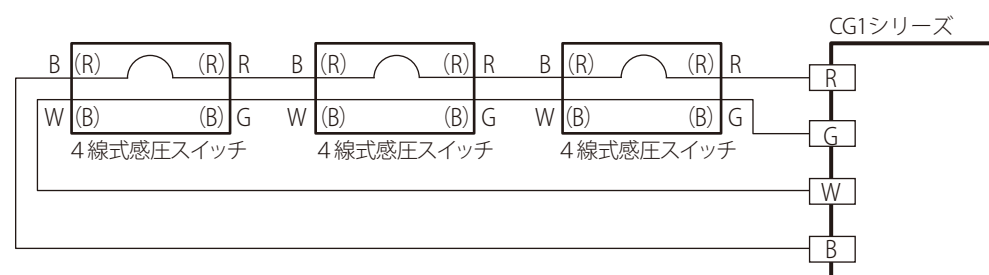 CG1シリーズ
B (R) (R) R B (R) (R) R B (R) (R) R R
W (B) (B) G W (B) (B) G W (B) (B) G G
4線式感圧スイッチ 4線式感圧スイッチ 4線式感圧スイッチ
W
B